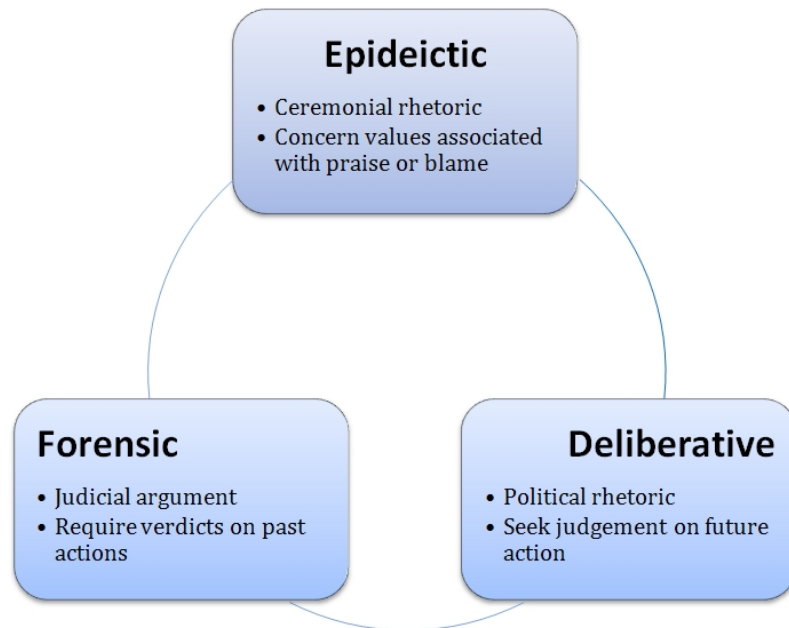 Epideictic
• Ceremonial rhetoric
• Concern values associated
with praise or blame
Forensic
• Judicial argument
• Require verdicts on past
actions
Deliberative
• Political rhetoric
• Seek judgement on future
action